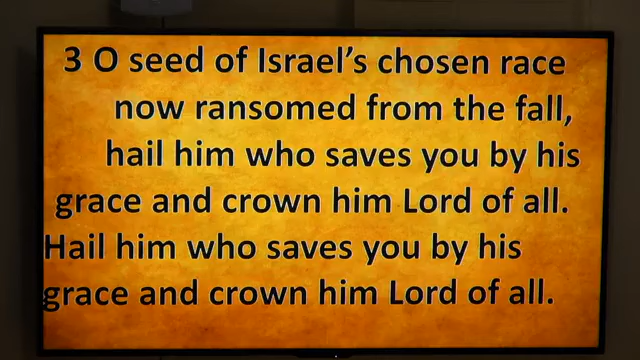 3 O seed of Israel's chosen race
now ransomed from the fall,
hail him who saves you by his
grace and crown him Lord of all.
Hail him who saves you by his
grace and crown him Lord of all.